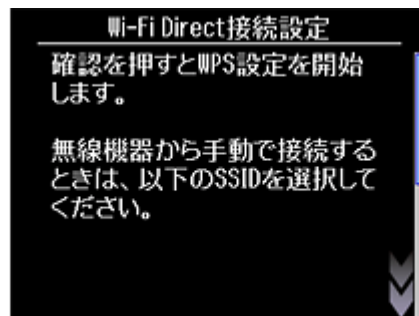 Wi-Fi Direct接続設定
確認を押すとWPS設定を開始
します。
無線機器から手動で接続する
ときは、以下のSSIDを選択して
ください。